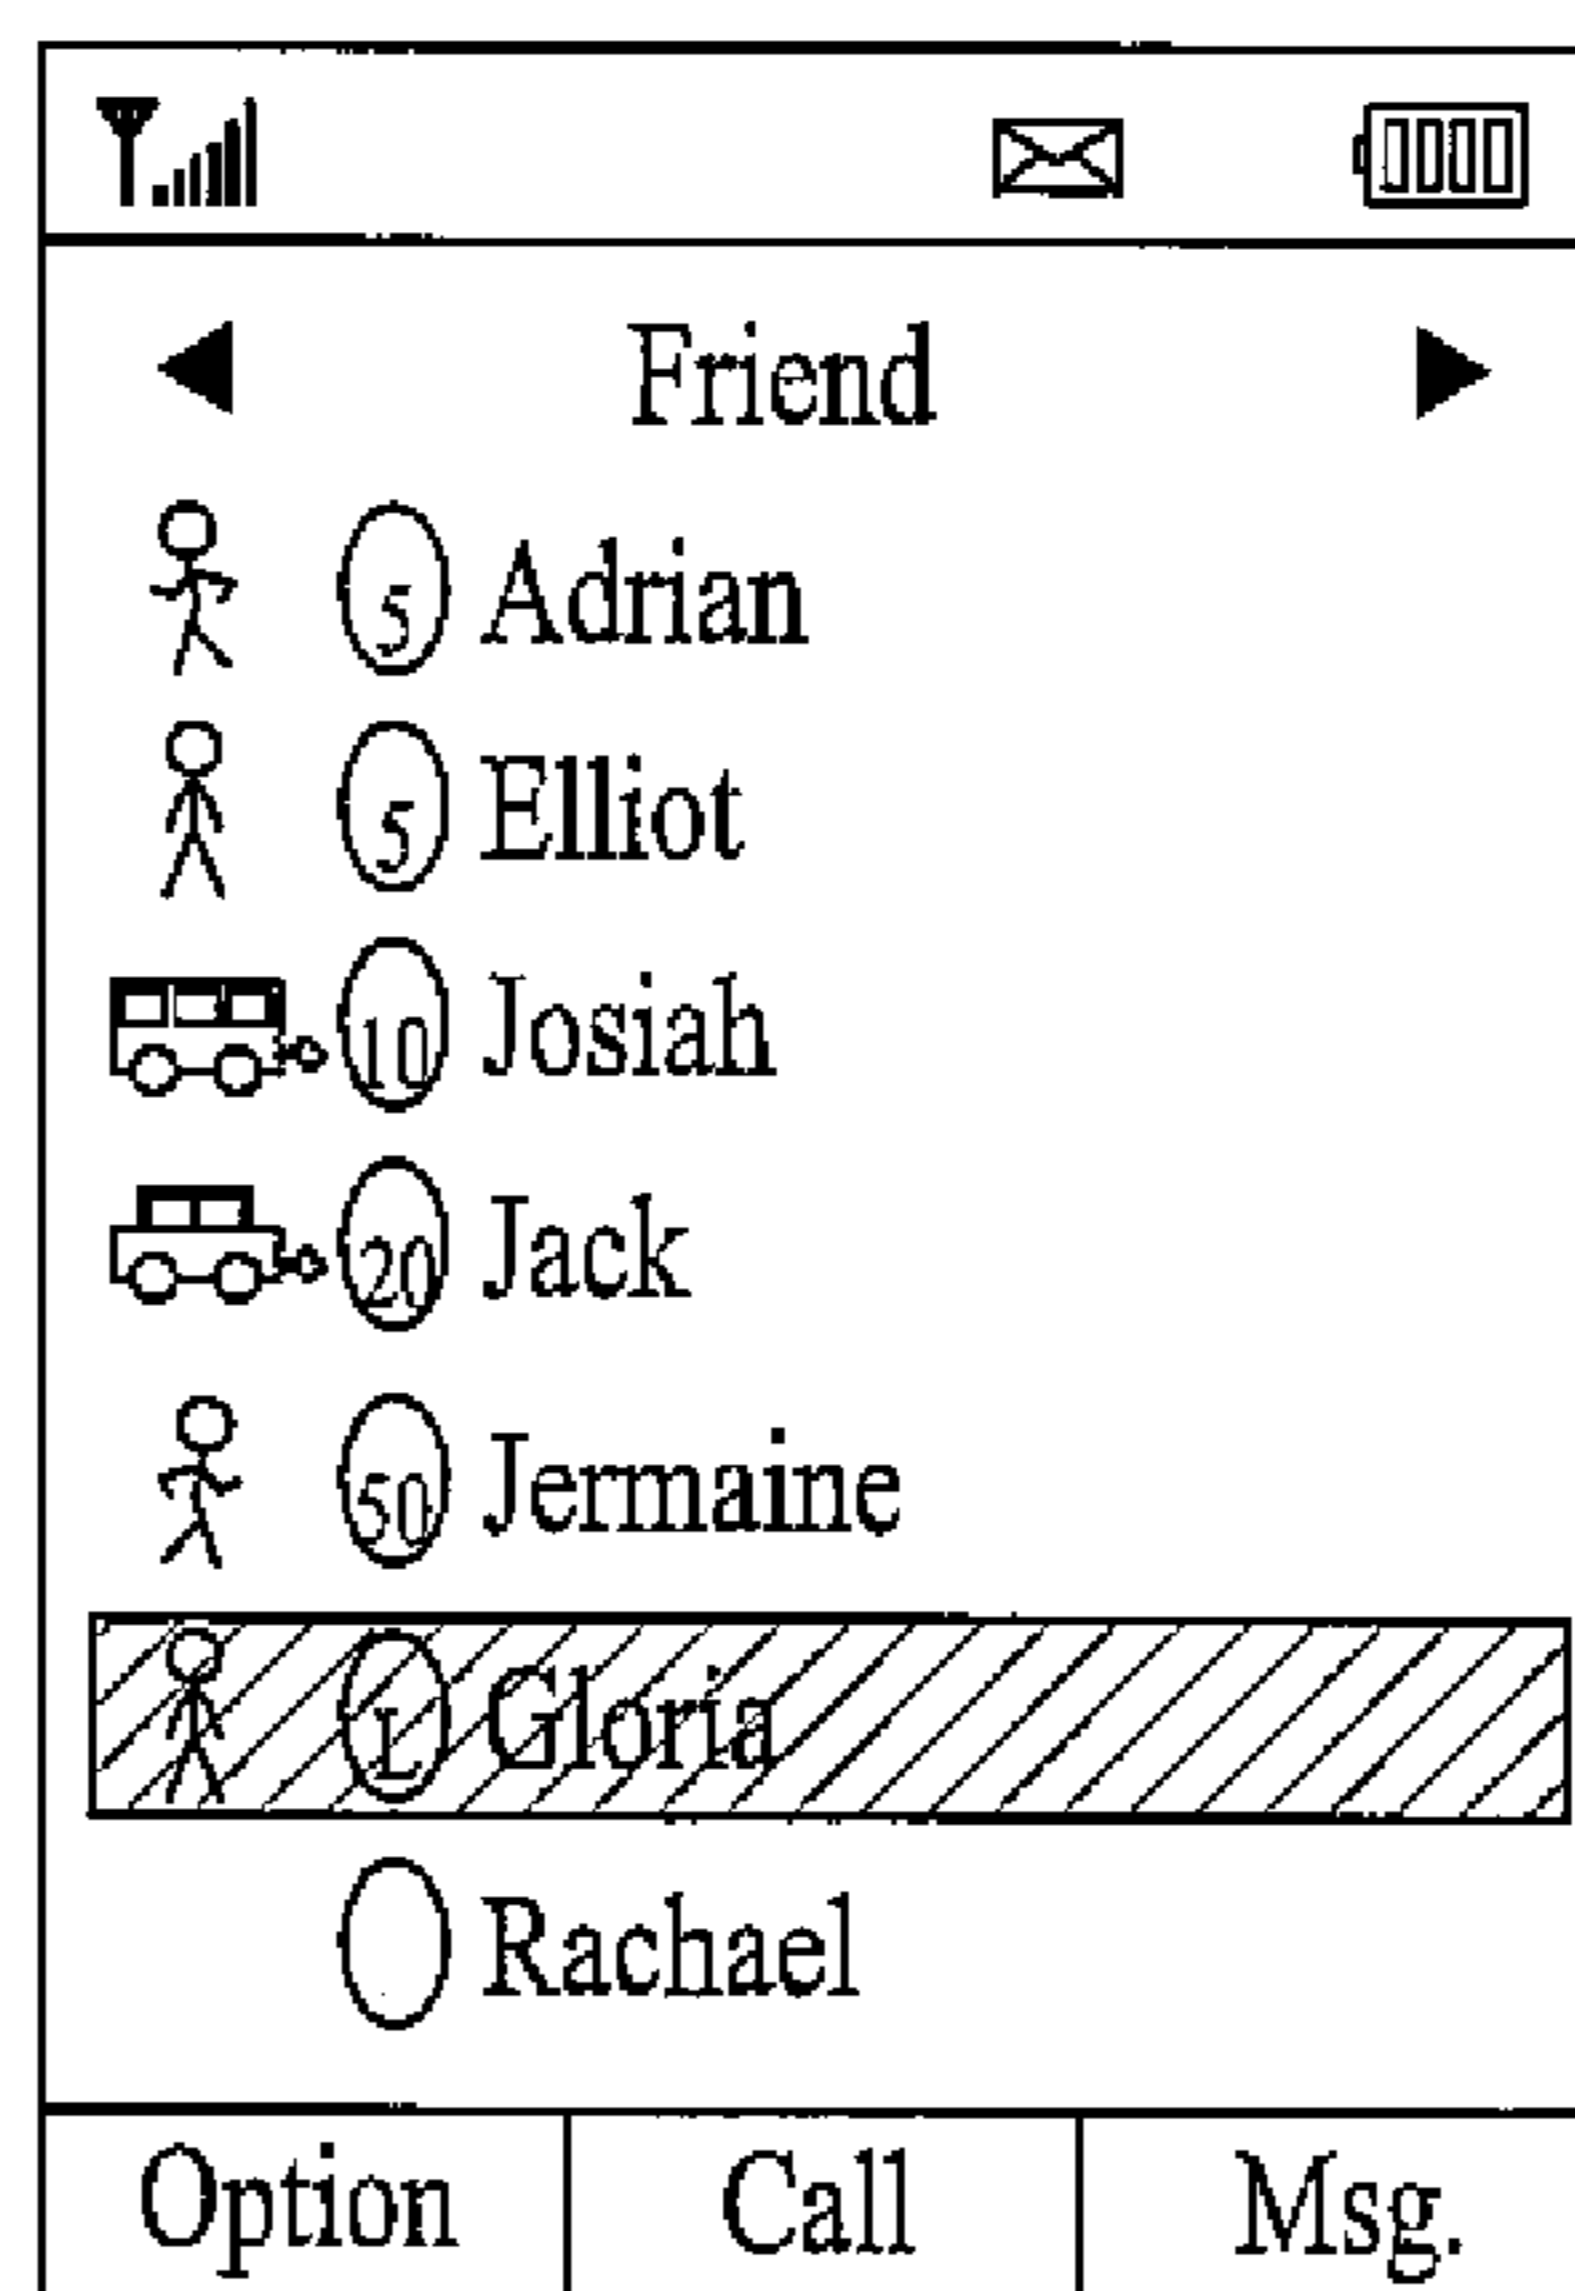 Friend
5 Adrian
5 Elliot
10 Josiah
20 Jack
50 Jermaine
L Gloria
Rachael
Option Call Msg.